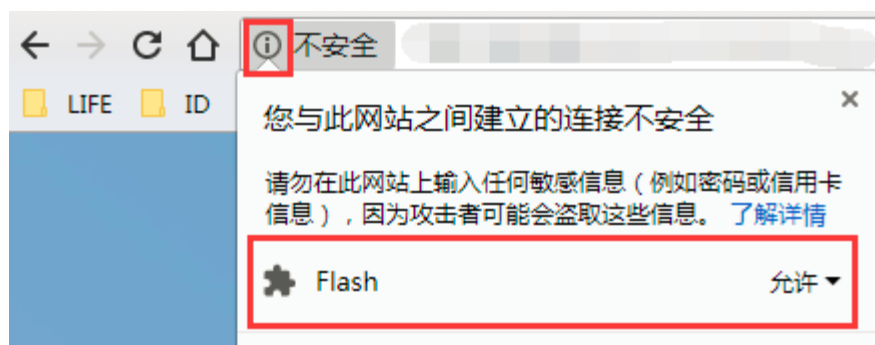 不安全
LIFE ID
您与此网站之间建立的连接不安全
请勿在此网站上输入任何敏感信息（例如密码或信用卡
信息），因为攻击者可能会盗取这些信息。 了解详情
Flash 允许